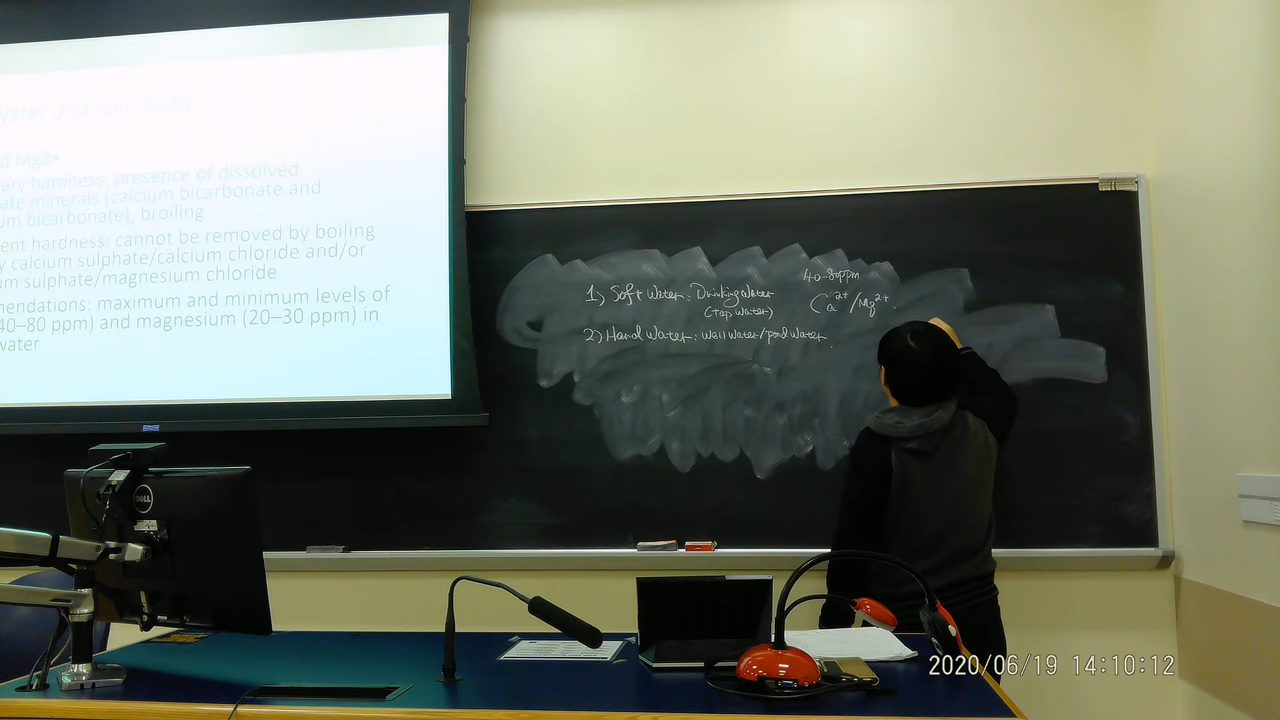 Water and soft Water
d Mg2+
ary hardness: presence of dissolved
ate minerals (calcium bicarbonate and
um bicarbonate), broiling
ent hardness: cannot be removed by boiling.
y calcium sulphate/calcium chloride and/or
um sulphate/magnesium chloride
mendations: maximum and minimum levels of
40–80 ppm) and magnesium (20–30 ppm) in
water
40-80ppm
1) Soft Water: Drinking Water
(Tap Water)
Ca2+/Mg2+.
2) Hard Water: Well Water/pond Water.
DELL
2020/06/19 14:10:12